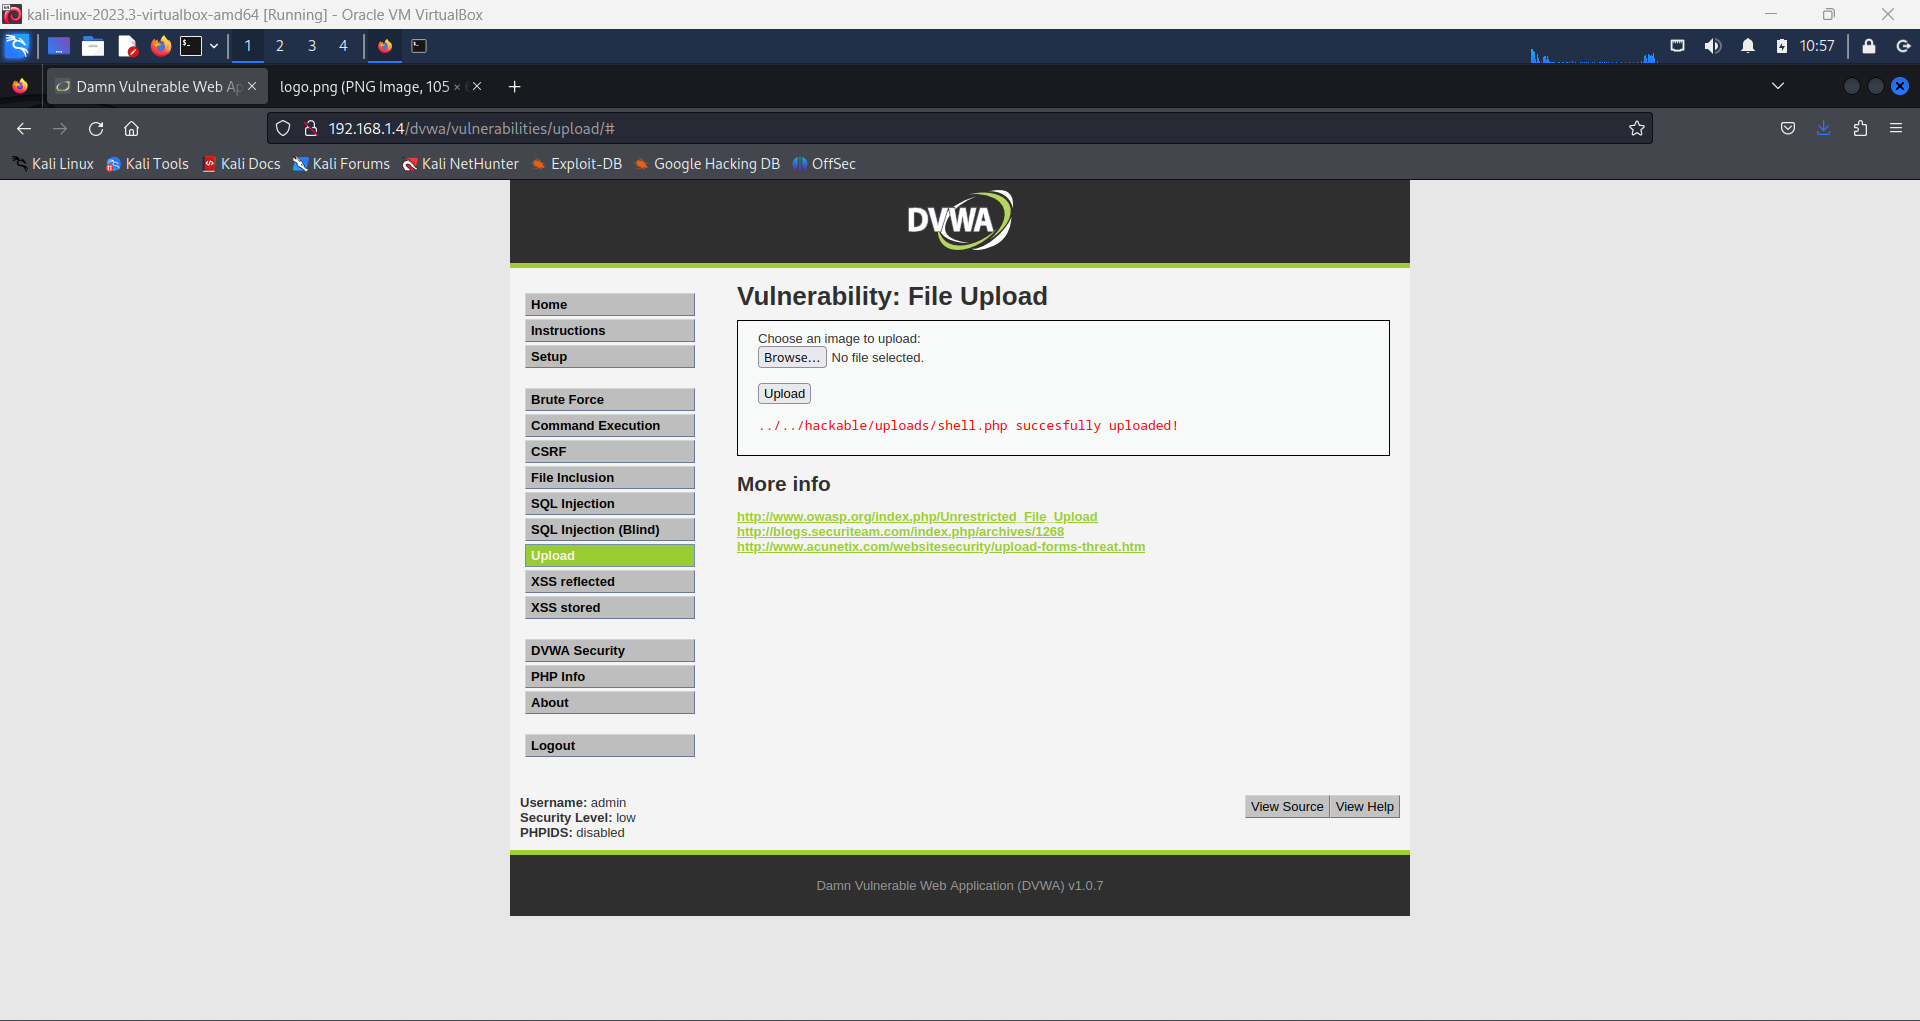 kali-linux-2023.3-virtualbox-amd64 [Running] - Oracle VM VirtualBox
1 2 3 4 10:57
Damn Vulnerable Web Ap logo.png (PNG Image, 105 ×
192.168.1.4/dvwa/vulnerabilities/upload/#
Kali Linux Kali Tools Kali Docs Kali Forums Kali NetHunter Exploit-DB Google Hacking DB OffSec
DVWA
Home
Instructions
Setup
Brute Force
Command Execution
CSRF
File Inclusion
SQL Injection
SQL Injection (Blind)
Upload
XSS reflected
XSS stored
DVWA Security
PHP Info
About
Logout
Vulnerability: File Upload
Choose an image to upload:
Browse... No file selected.
Upload
../../hackable/uploads/shell.php succesfully uploaded!
More info
http://www.owasp.org/index.php/Unrestricted_File_Upload
http://blogs.securiteam.com/index.php/archives/1268
http://www.acunetix.com/websitesecurity/upload-forms-threat.htm
Username: admin
Security Level: low
PHPIDS: disabled
View Source View Help
Damn Vulnerable Web Application (DVWA) v1.0.7